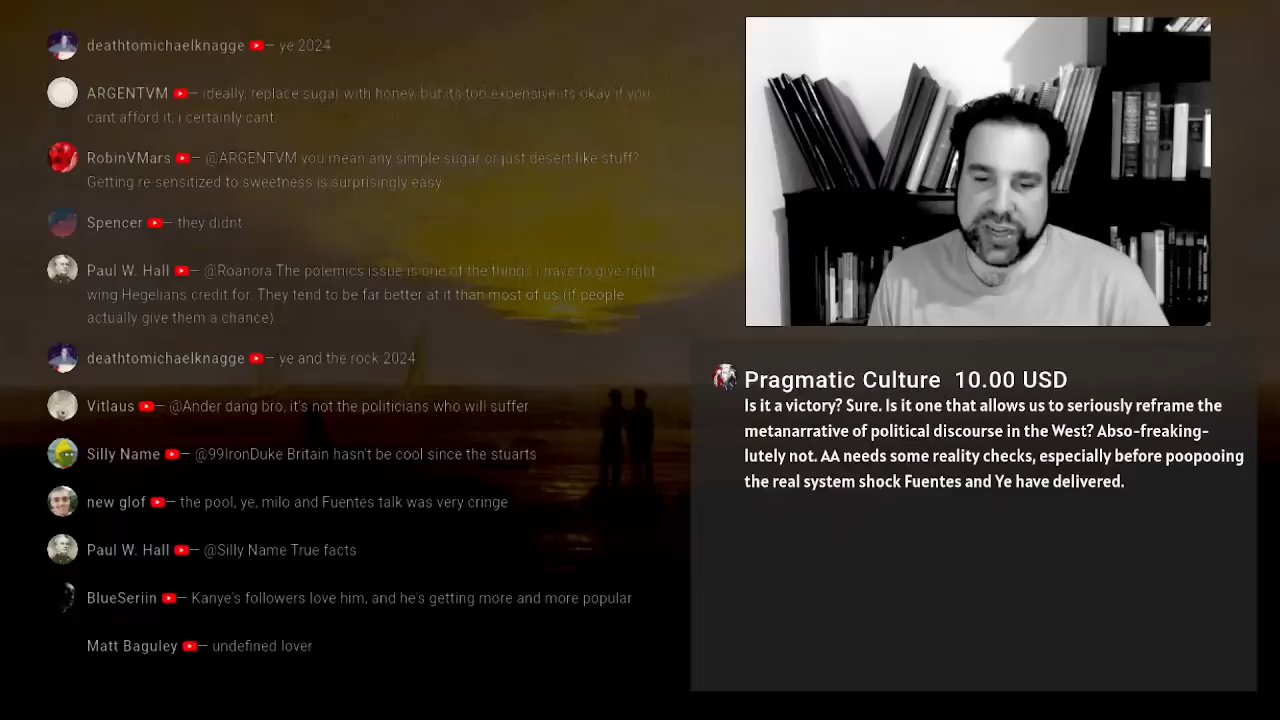 deathtomichaelknagge — ye 2024
ARGENTVM — ideally, replace sugar with honey, but its too expensive its okay if you
cant afford it, i certainly cant.
RobinVMars — @ARGENTVM you mean any simple sugar or just desert-like stuff?
Getting re-sensitized to sweetness is surprisingly easy
Spencer — they didnt
Paul W. Hall — @Roanora The polemics issue is one of the things I have to give right
wing Hegelians credit for. They tend to be far better at it than most of us (if people
actually give them a chance)
deathtomichaelknagge — ye and the rock 2024
Vitlaus — @Ander dang bro, it's not the politicians who will suffer
Silly Name — @99IronDuke Britain hasn't be cool since the stuarts
new glof — the pool, ye, milo and Fuentes talk was very cringe
Paul W. Hall — @Silly Name True facts
BlueSeriin — Kanye's followers love him, and he's getting more and more popular
Matt Baguley — undefined lover
Pragmatic Culture 10.00 USD
Is it a victory? Sure. Is it one that allows us to seriously reframe the
metanarrative of political discourse in the West? Abso-freaking-
lutely not. AA needs some reality checks, especially before poopooing
the real system shock Fuentes and Ye have delivered.